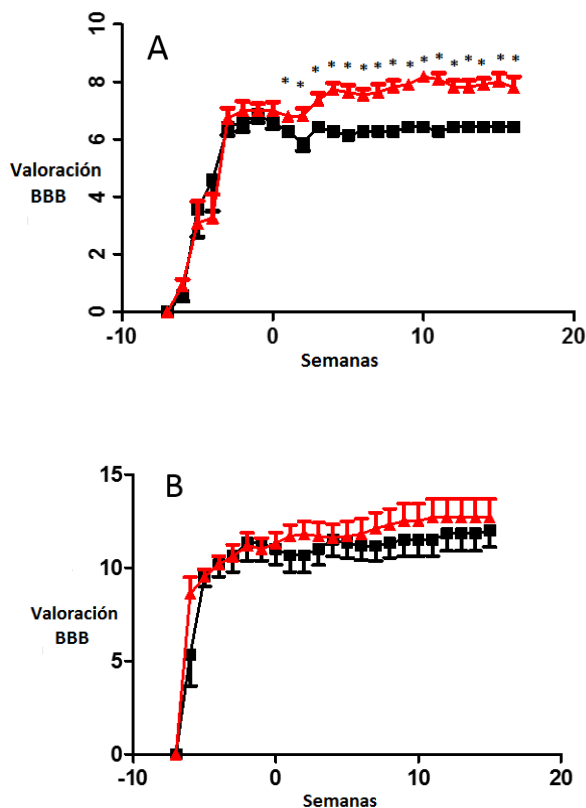 A
10
8
6
4
2
0
Valoración
BBB
* * * * * * * * * * * * * * * *
-10 0 10 20
Semanas
B
15
10
5
0
Valoración
BBB
-10 0 10 20
Semanas